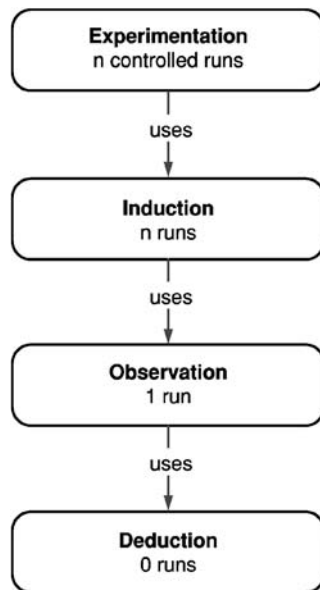 Experimentation
n controlled runs
uses
Induction
n runs
uses
Observation
1 run
uses
Deduction
0 runs